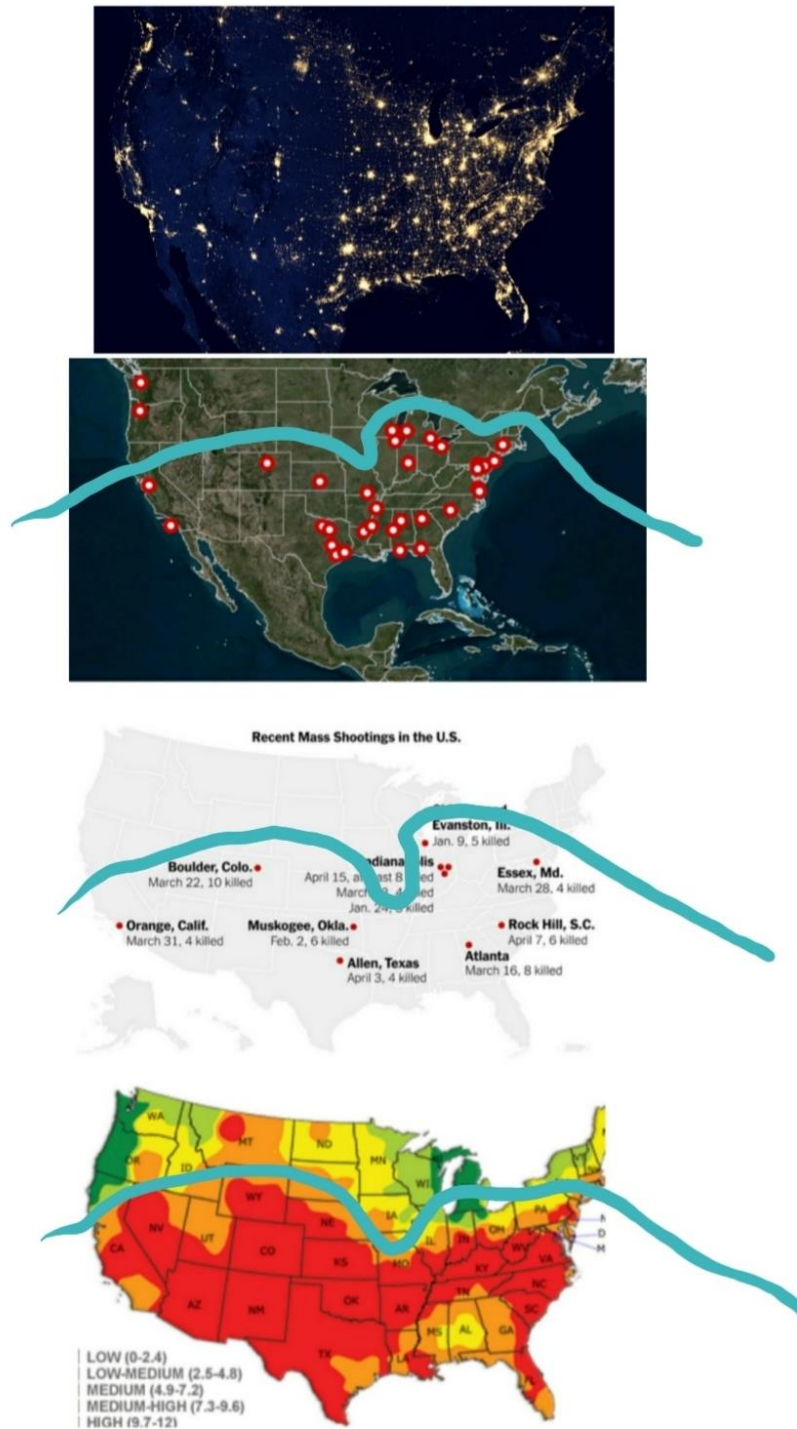 Recent Mass Shootings in the U.S.
Evanston, Ill.
Jan. 9, 5 killed
Boulder, Colo.
March 22, 10 killed
April 15, at
8
March
4
Jan. 24,
Essex, Md.
March 28, 4 killed
Orange, Calif.
March 31, 4 killed
Muskogee, Okla.
Feb. 2, 6 killed
Rock Hill, S.C.
April 7, 6 killed
Allen, Texas
April 3, 4 killed
Atlanta
March 16, 8 killed
WA
MT
ND
MN
OR
ID
WI
VT
WY
IA
PA
NV
NE
IL
IN
OH
CA
UT
CO
KS
MO
WV
VA
KY
D
M
AZ
NM
OK
AR
TN
NC
SC
MS
AL
GA
TX
LA
FL
LOW (0-2.4)
LOW-MEDIUM (2.5-4.8)
MEDIUM (4.9-7.2)
MEDIUM-HIGH (7.3-9.6)
HIGH (9.7-12)